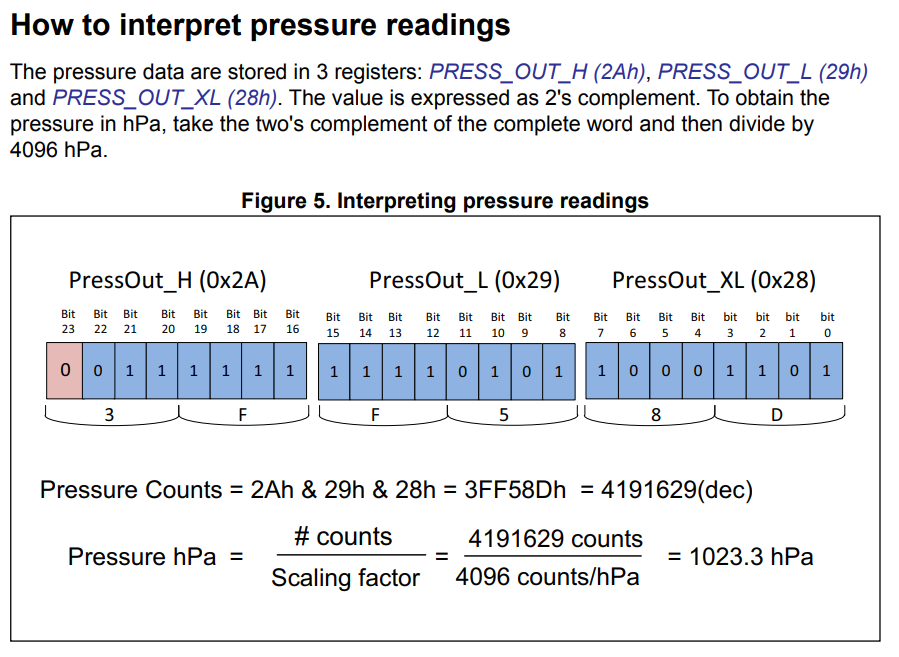 How to interpret pressure readings
The pressure data are stored in 3 registers: PRESS_OUT_H (2Ah), PRESS_OUT_L (29h)
and PRESS_OUT_XL (28h). The value is expressed as 2's complement. To obtain the
pressure in hPa, take the two's complement of the complete word and then divide by
4096 hPa.
Figure 5. Interpreting pressure readings
PressOut_H (0x2A) PressOut_L (0x29) PressOut_XL (0x28)
Bit Bit Bit Bit Bit Bit Bit Bit Bit Bit Bit Bit Bit Bit Bit Bit Bit Bit Bit Bit bit bit bit bit
23 22 21 20 19 18 17 16 15 14 13 12 11 10 9 8 7 6 5 4 3 2 1 0
0 0 1 1 1 1 1 1 1 1 1 1 0 1 0 1 1 0 0 0 1 1 0 1
3 F F 5 8 D
Pressure Counts = 2Ah & 29h & 28h = 3FF58Dh = 4191629(dec)
# counts 4191629 counts
Pressure hPa = = = 1023.3 hPa
Scaling factor 4096 counts/hPa